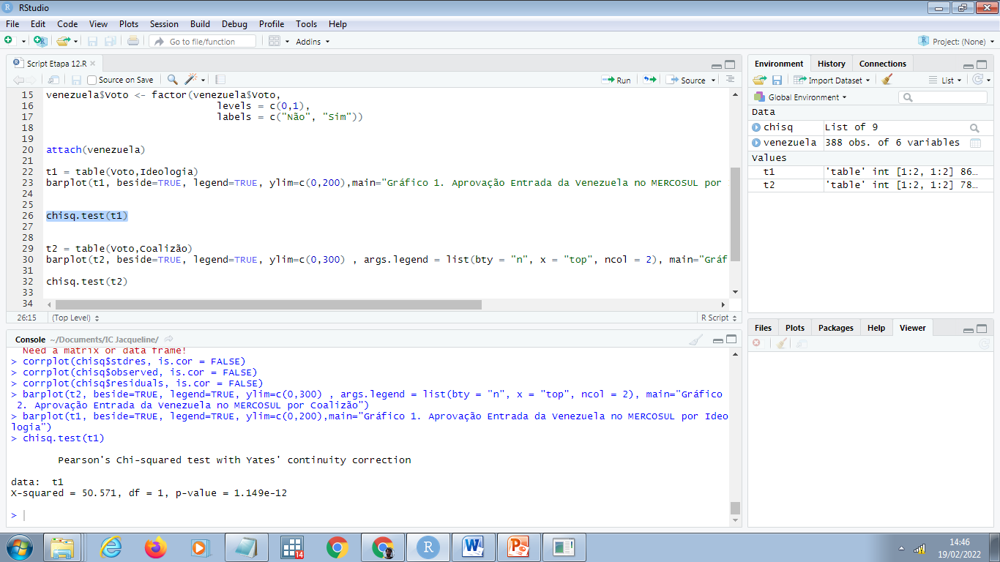 RStudio
File Edit Code View Plots Session Build Debug Profile Tools Help
Go to file/function Addins Project: (None)
Script Etapa 12.R
Source on Save Run Source
15 venezuela$Voto <- factor(venezuela$Voto,
16 levels = c(0,1),
17 labels = c("Não", "Sim"))
18
19
20 attach(venezuela)
21
22 t1 = table(Voto,Ideologia)
23 barplot(t1, beside=TRUE, legend=TRUE, ylim=c(0,200),main="Gráfico 1. Aprovação Entrada da Venezuela no MERCOSUL por
24
25
26 chisq.test(t1)
27
28
29 t2 = table(Voto,Coalizão)
30 barplot(t2, beside=TRUE, legend=TRUE, ylim=c(0,300) , args.legend = list(bty = "n", x = "top", ncol = 2), main="Gráf
31
32 chisq.test(t2)
33
34
26:15 (Top Level) R Script
Console ~/Documents/IC Jacqueline/
Need a matrix or data frame!
> corrplot(chisq$stdres, is.cor = FALSE)
> corrplot(chisq$observed, is.cor = FALSE)
> corrplot(chisq$residuals, is.cor = FALSE)
> barplot(t2, beside=TRUE, legend=TRUE, ylim=c(0,300) , args.legend = list(bty = "n", x = "top", ncol = 2), main="Gráfico
2. Aprovação Entrada da Venezuela no MERCOSUL por Coalizão")
> barplot(t1, beside=TRUE, legend=TRUE, ylim=c(0,200),main="Gráfico 1. Aprovação Entrada da Venezuela no MERCOSUL por Ideo
logia")
> chisq.test(t1)
Pearson's Chi-squared test with Yates' continuity correction
data: t1
X-squared = 50.571, df = 1, p-value = 1.149e-12
>
Environment History Connections
Import Dataset List
Global Environment
Data
chisq List of 9
venezuela 388 obs. of 6 variables
Values
t1 'table' int [1:2, 1:2] 86…
t2 'table' int [1:2, 1:2] 78…
Files Plots Packages Help Viewer
14
14:46
19/02/2022